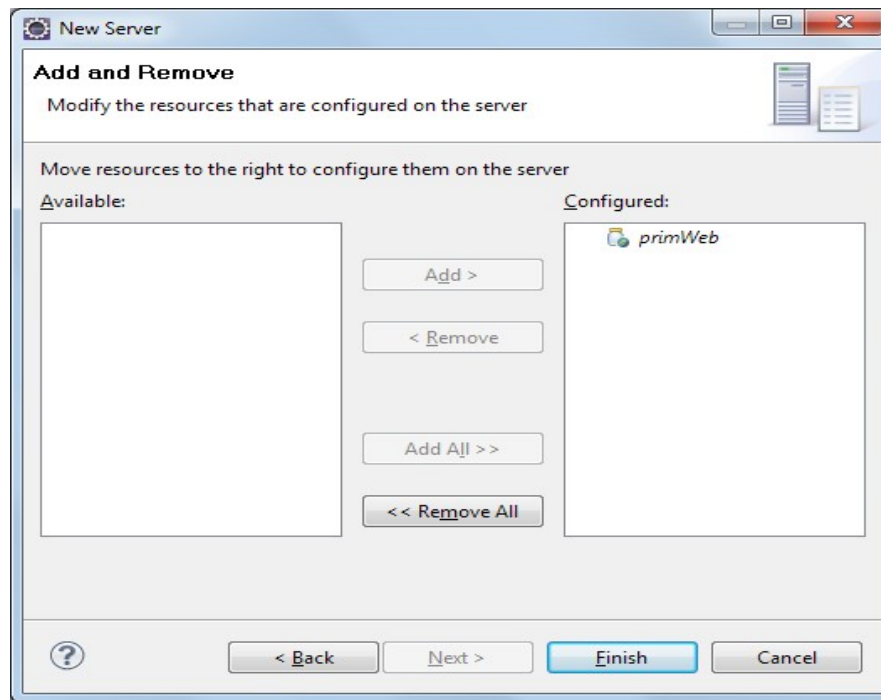 New Server
Add and Remove
Modify the resources that are configured on the server
Move resources to the right to configure them on the server
Available:
Configured:
primWeb
Add >
< Remove
Add All >>
<< Remove All
?
< Back
Next >
Finish
Cancel